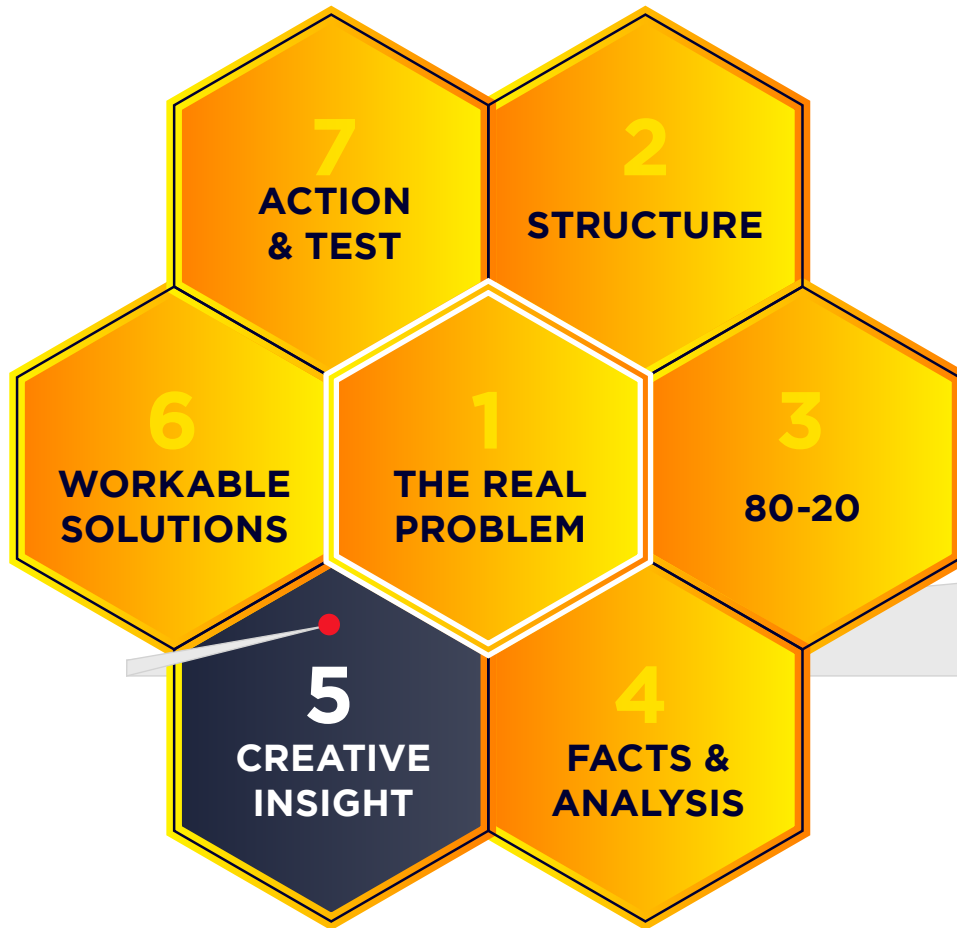 7
ACTION
& TEST
2
STRUCTURE
6
WORKABLE
SOLUTIONS
1
THE REAL
PROBLEM
3
80-20
5
CREATIVE
INSIGHT
4
FACTS &
ANALYSIS